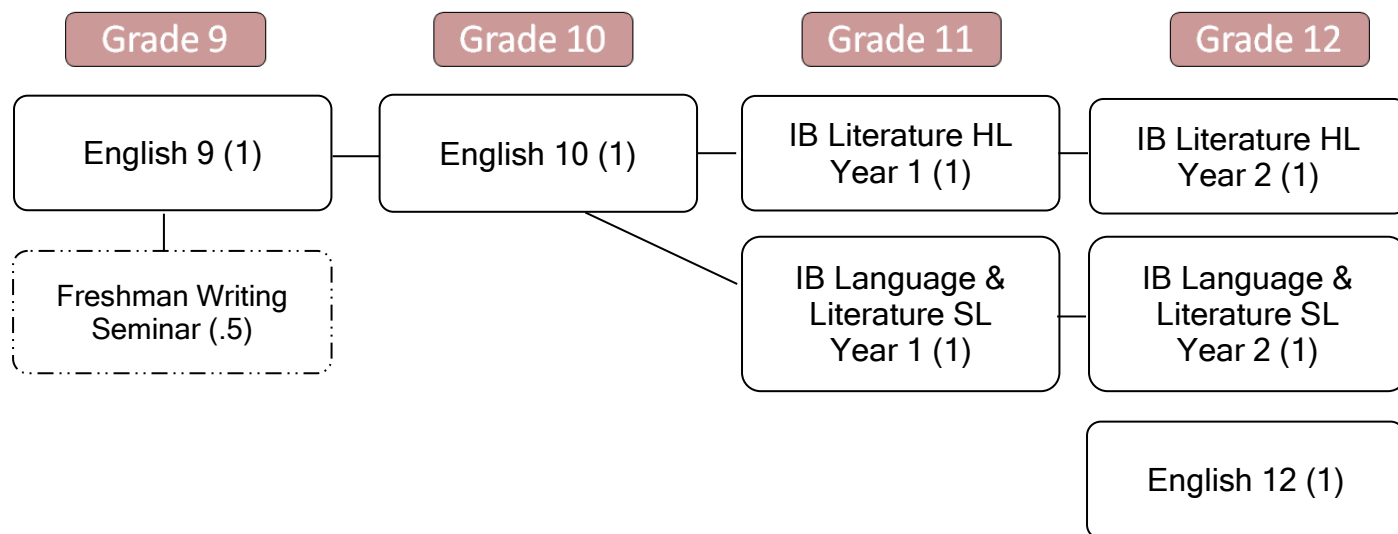 Grade 9
Grade 10
Grade 11
Grade 12
English 9 (1)
English 10 (1)
IB Literature HL
Year 1 (1)
IB Literature HL
Year 2 (1)
Freshman Writing
Seminar (.5)
IB Language &
Literature SL
Year 1 (1)
IB Language &
Literature SL
Year 2 (1)
English 12 (1)